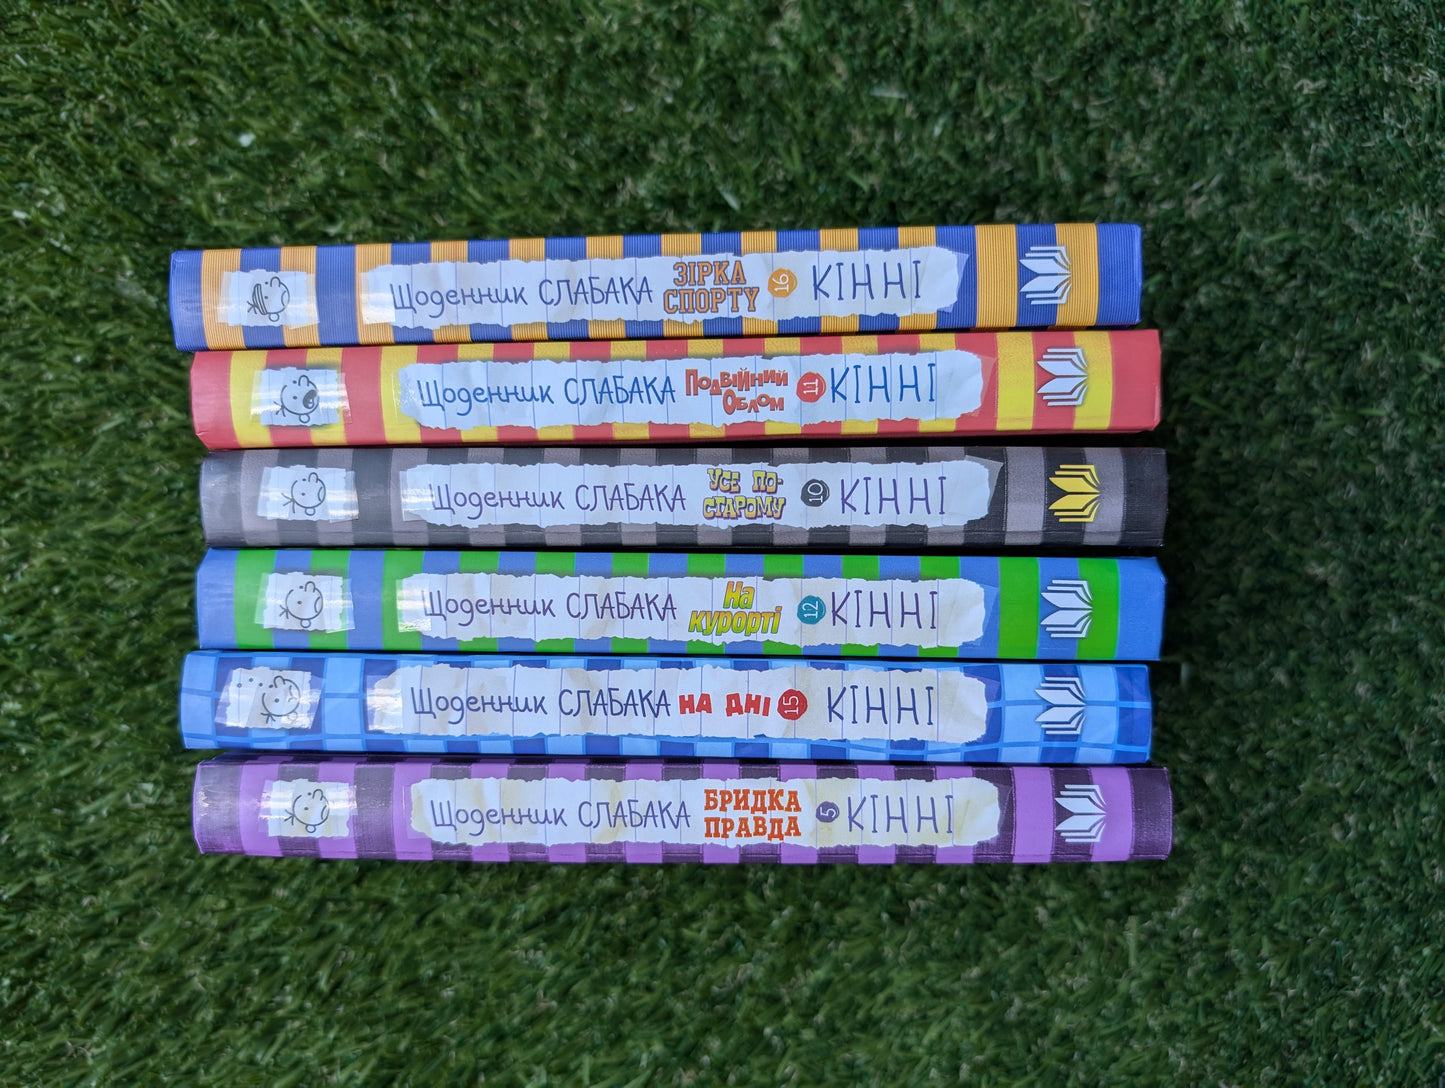 Щоденник СЛАБАКА ЗІРКА СПОРТУ 16 КІННІ
Щоденник СЛАБАКА ПОДВІЙНИЙ ОБЛОМ 11 КІННІ
Щоденник СЛАБАКА УСЕ ПО-СТАРОМУ 10 КІННІ
Щоденник СЛАБАКА На курорті 12 КІННІ
Щоденник СЛАБАКА НА ДНІ 15 КІННІ
Щоденник СЛАБАКА БРИДКА ПРАВДА 5 КІННІ